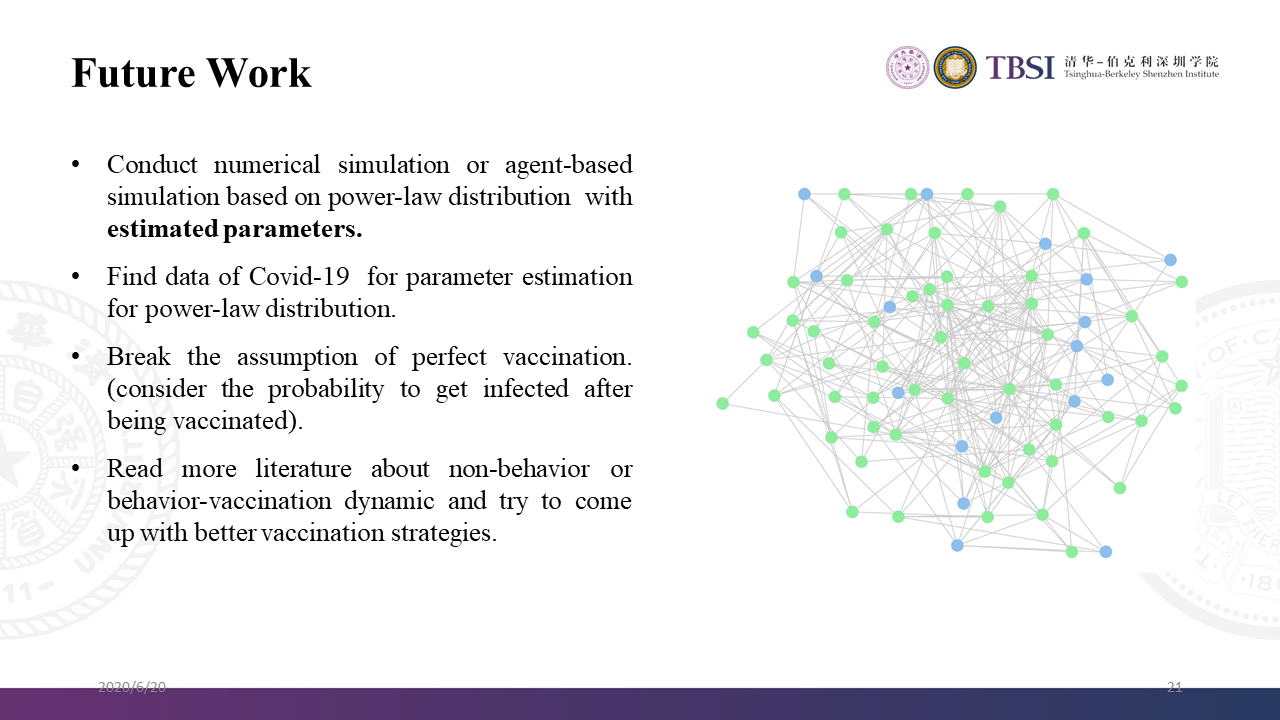 Future Work
TBSI 清华-伯克利深圳学院
Tsinghua-Berkeley Shenzhen Institute
• Conduct numerical simulation or agent-based
simulation based on power-law distribution with
estimated parameters.
• Find data of Covid-19 for parameter estimation
for power-law distribution.
• Break the assumption of perfect vaccination.
(consider the probability to get infected after
being vaccinated).
• Read more literature about non-behavior or
behavior-vaccination dynamic and try to come
up with better vaccination strategies.
2020/6/20
21